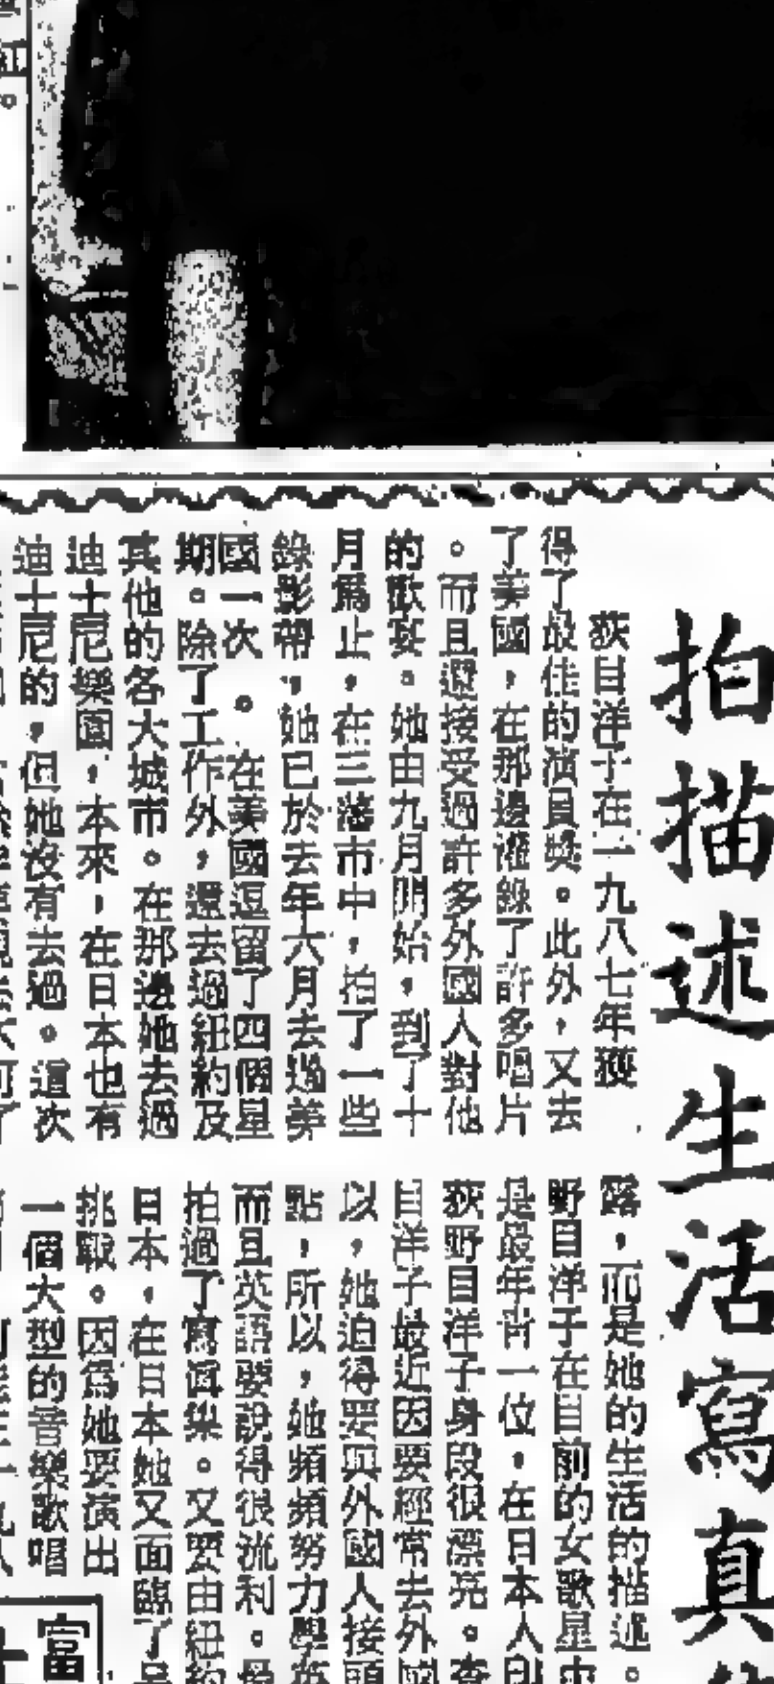 拍描述生活寫真
荻目洋子在一九八七年獲
得了最佳的演員獎。此外，又去
了美國，在那邊灌錄了許多唱片
。而且還接受過許多外國人對他
的歡宴。她由九月開始，到了十
月為止，在三藩市中，拍了一些
錄影帶，她已於去年六月去過美
國一次。在美國逗留了四個星
期。除了工作外，還去過紐約及
其他的各大城市。在那邊她去過
迪士尼樂園，本來，在日本也有
迪士尼的，但她沒有去過。這次
露，而是她的生活的描述。
野目洋子在目前的女歌星中
是最年青一位，在日本人
荻野目洋子身段很漂亮。
目洋子最近因要經常去外國
以，她迫得要與外國人接頭
點，所以，她頻頻努力學英
而且英語要說得很流利。
拍過了寫真集。又要由紐約
日本，在日本她又面臨了
挑戰。因為她要演出
一個大型的音樂歌唱
富